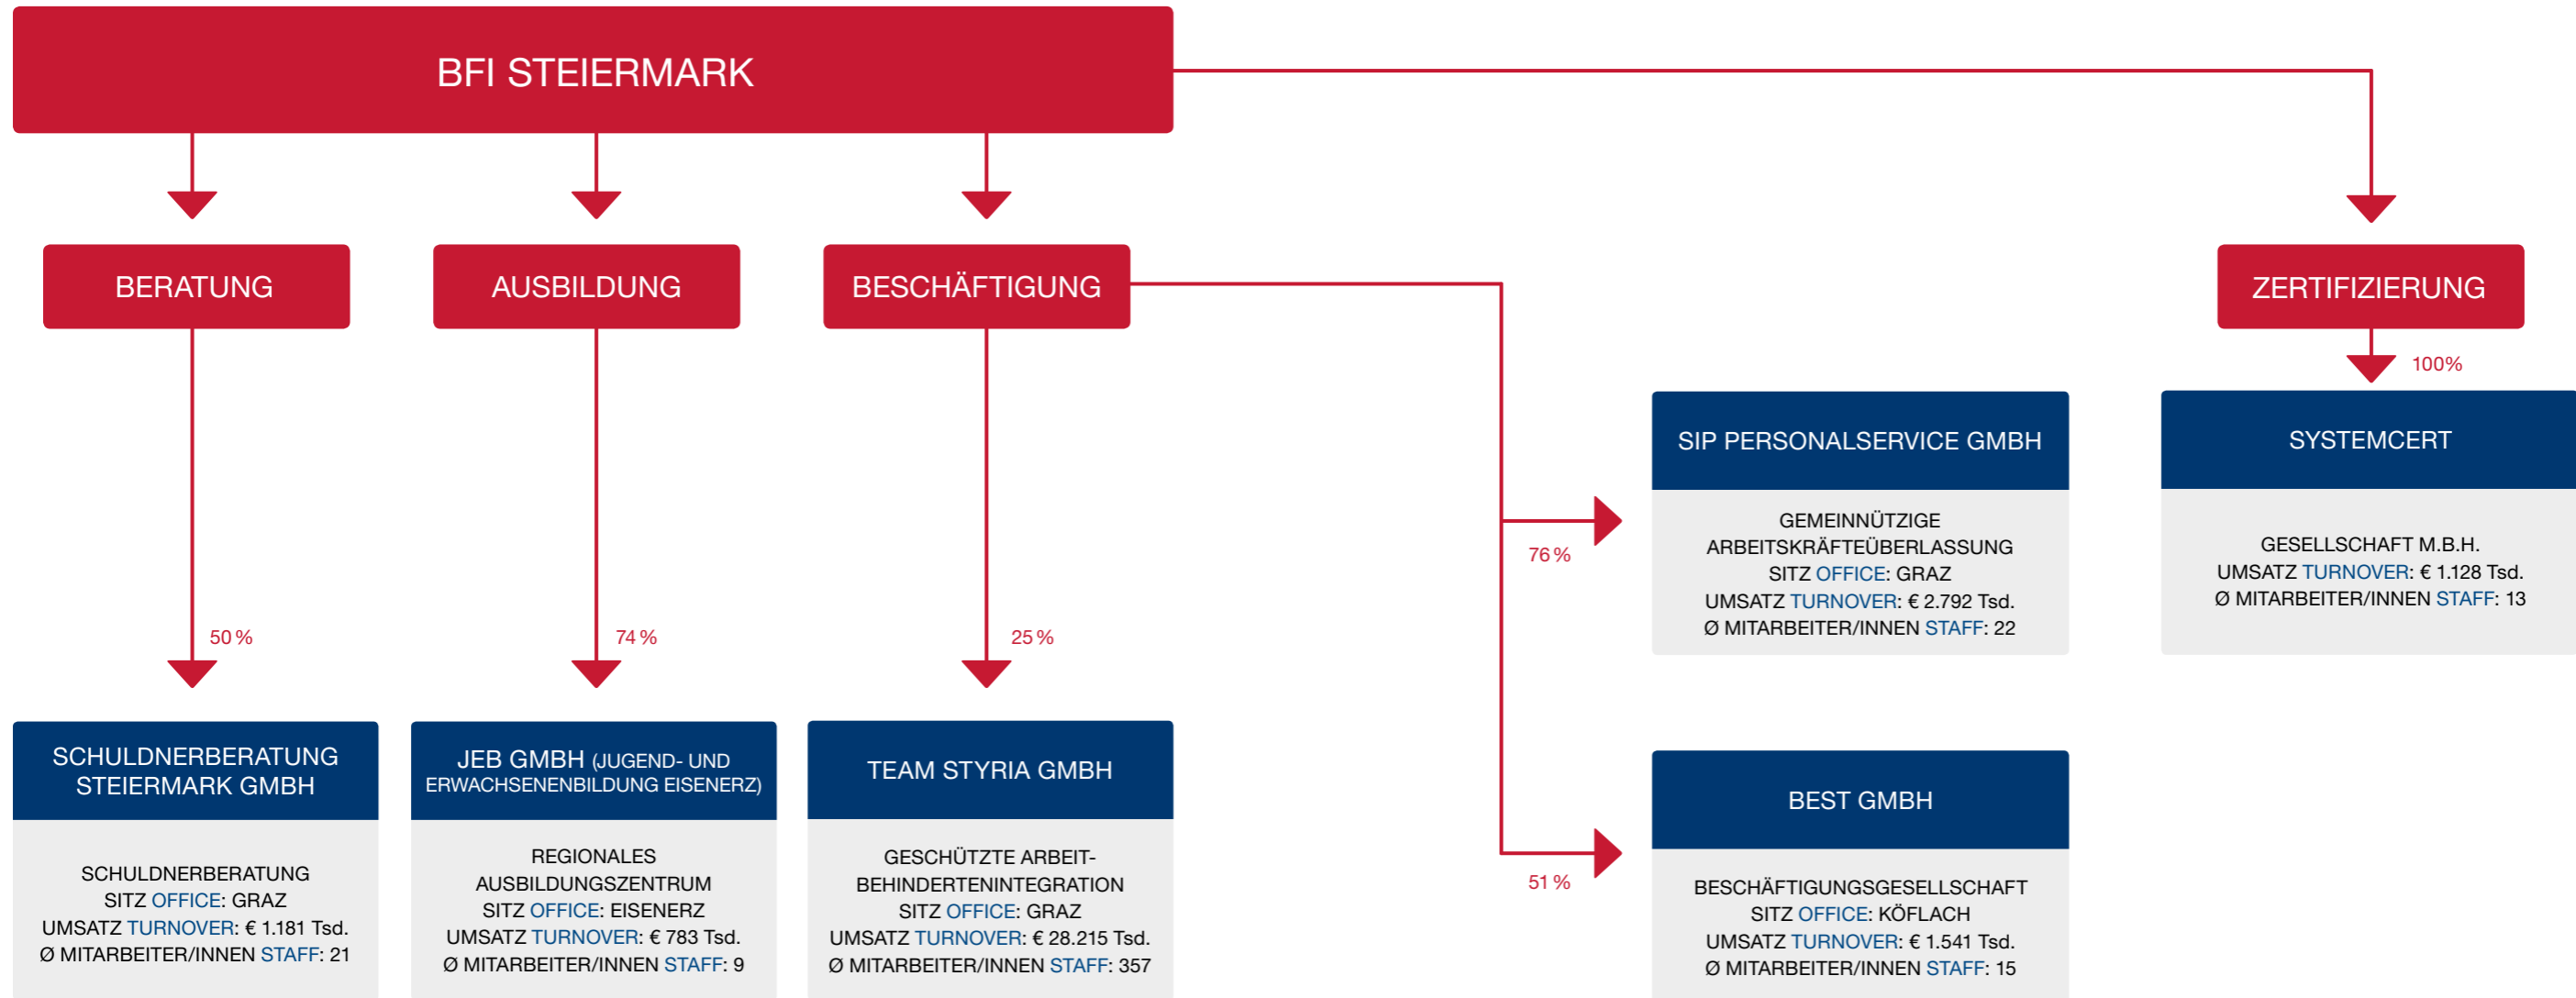 BFI STEIERMARK
BERATUNG
AUSBILDUNG
BESCHÄFTIGUNG
ZERTIFIZIERUNG
50 %
SCHULDNERBERATUNG
STEIERMARK GMBH
SCHULDNERBERATUNG
SITZ OFFICE: GRAZ
UMSATZ TURNOVER: € 1.181 Tsd.
Ø MITARBEITER/INNEN STAFF: 21
74 %
JEB GMBH (JUGEND- UND
ERWACHSENENBILDUNG EISENERZ)
REGIONALES
AUSBILDUNGSZENTRUM
SITZ OFFICE: EISENERZ
UMSATZ TURNOVER: € 783 Tsd.
Ø MITARBEITER/INNEN STAFF: 9
25 %
TEAM STYRIA GMBH
GESCHÜTZTE ARBEIT-
BEHINDERTENINTEGRATION
SITZ OFFICE: GRAZ
UMSATZ TURNOVER: € 28.215 Tsd.
Ø MITARBEITER/INNEN STAFF: 357
76 %
SIP PERSONALSERVICE GMBH
GEMEINNÜTZIGE
ARBEITSKRÄFTEÜBERLASSUNG
SITZ OFFICE: GRAZ
UMSATZ TURNOVER: € 2.792 Tsd.
Ø MITARBEITER/INNEN STAFF: 22
51 %
BEST GMBH
BESCHÄFTIGUNGSGESELLSCHAFT
SITZ OFFICE: KÖFLACH
UMSATZ TURNOVER: € 1.541 Tsd.
Ø MITARBEITER/INNEN STAFF: 15
100%
SYSTEMCERT
GESELLSCHAFT M.B.H.
UMSATZ TURNOVER: € 1.128 Tsd.
Ø MITARBEITER/INNEN STAFF: 13